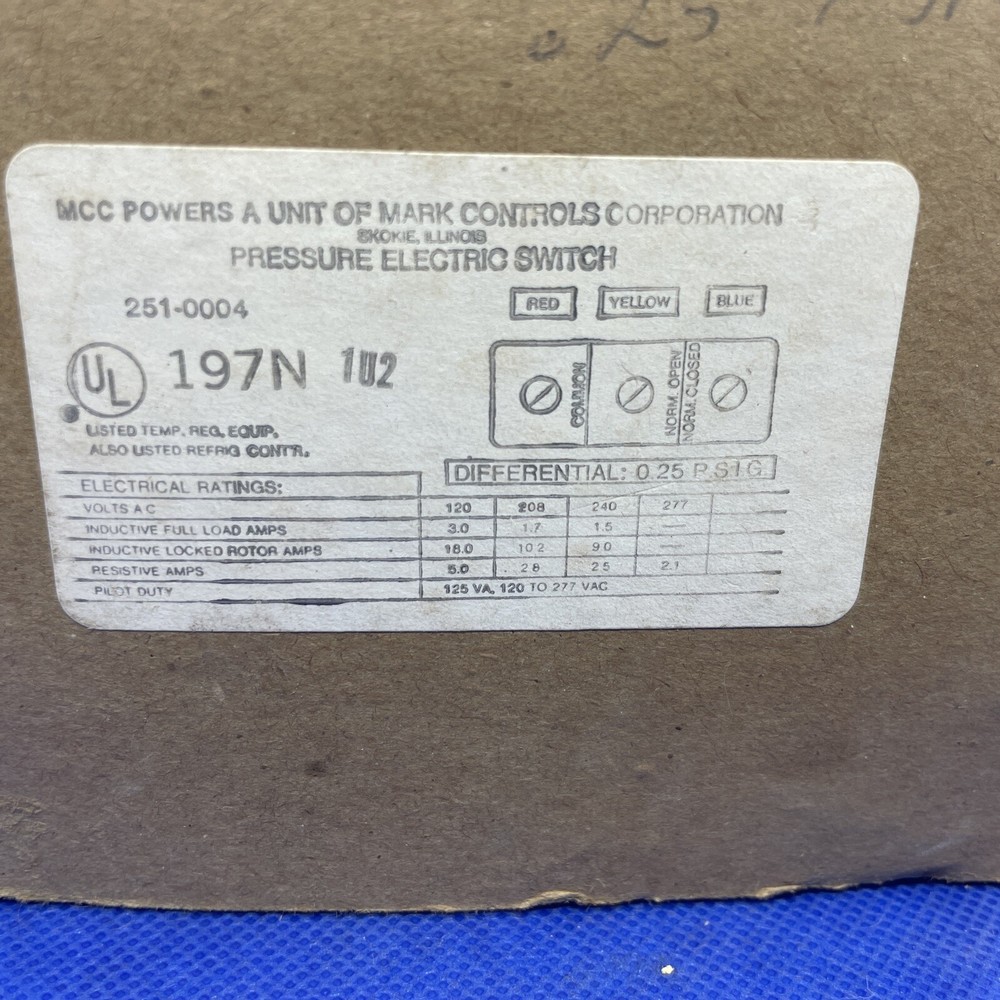 .25
MCC POWERS A UNIT OF MARK CONTROLS CORPORATION
SKOKIE, ILLINOIS
PRESSURE ELECTRIC SWITCH
251-0004
RED YELLOW BLUE
UL 197N 1U2
COMMON
NORM. OPEN
NORM. CLOSED
LISTED TEMP. REG. EQUIP.
ALSO LISTED REFRIG CONTR.
DIFFERENTIAL: 0.25 P.S.I.G.
ELECTRICAL RATINGS:
VOLTS A C 120 208 240 277
INDUCTIVE FULL LOAD AMPS 3.0 1.7 1.5 —
INDUCTIVE LOCKED ROTOR AMPS 18.0 10.2 9.0 —
RESISTIVE AMPS 5.0 2.8 2.5 2.1
PILOT DUTY 125 VA, 120 TO 277 VAC